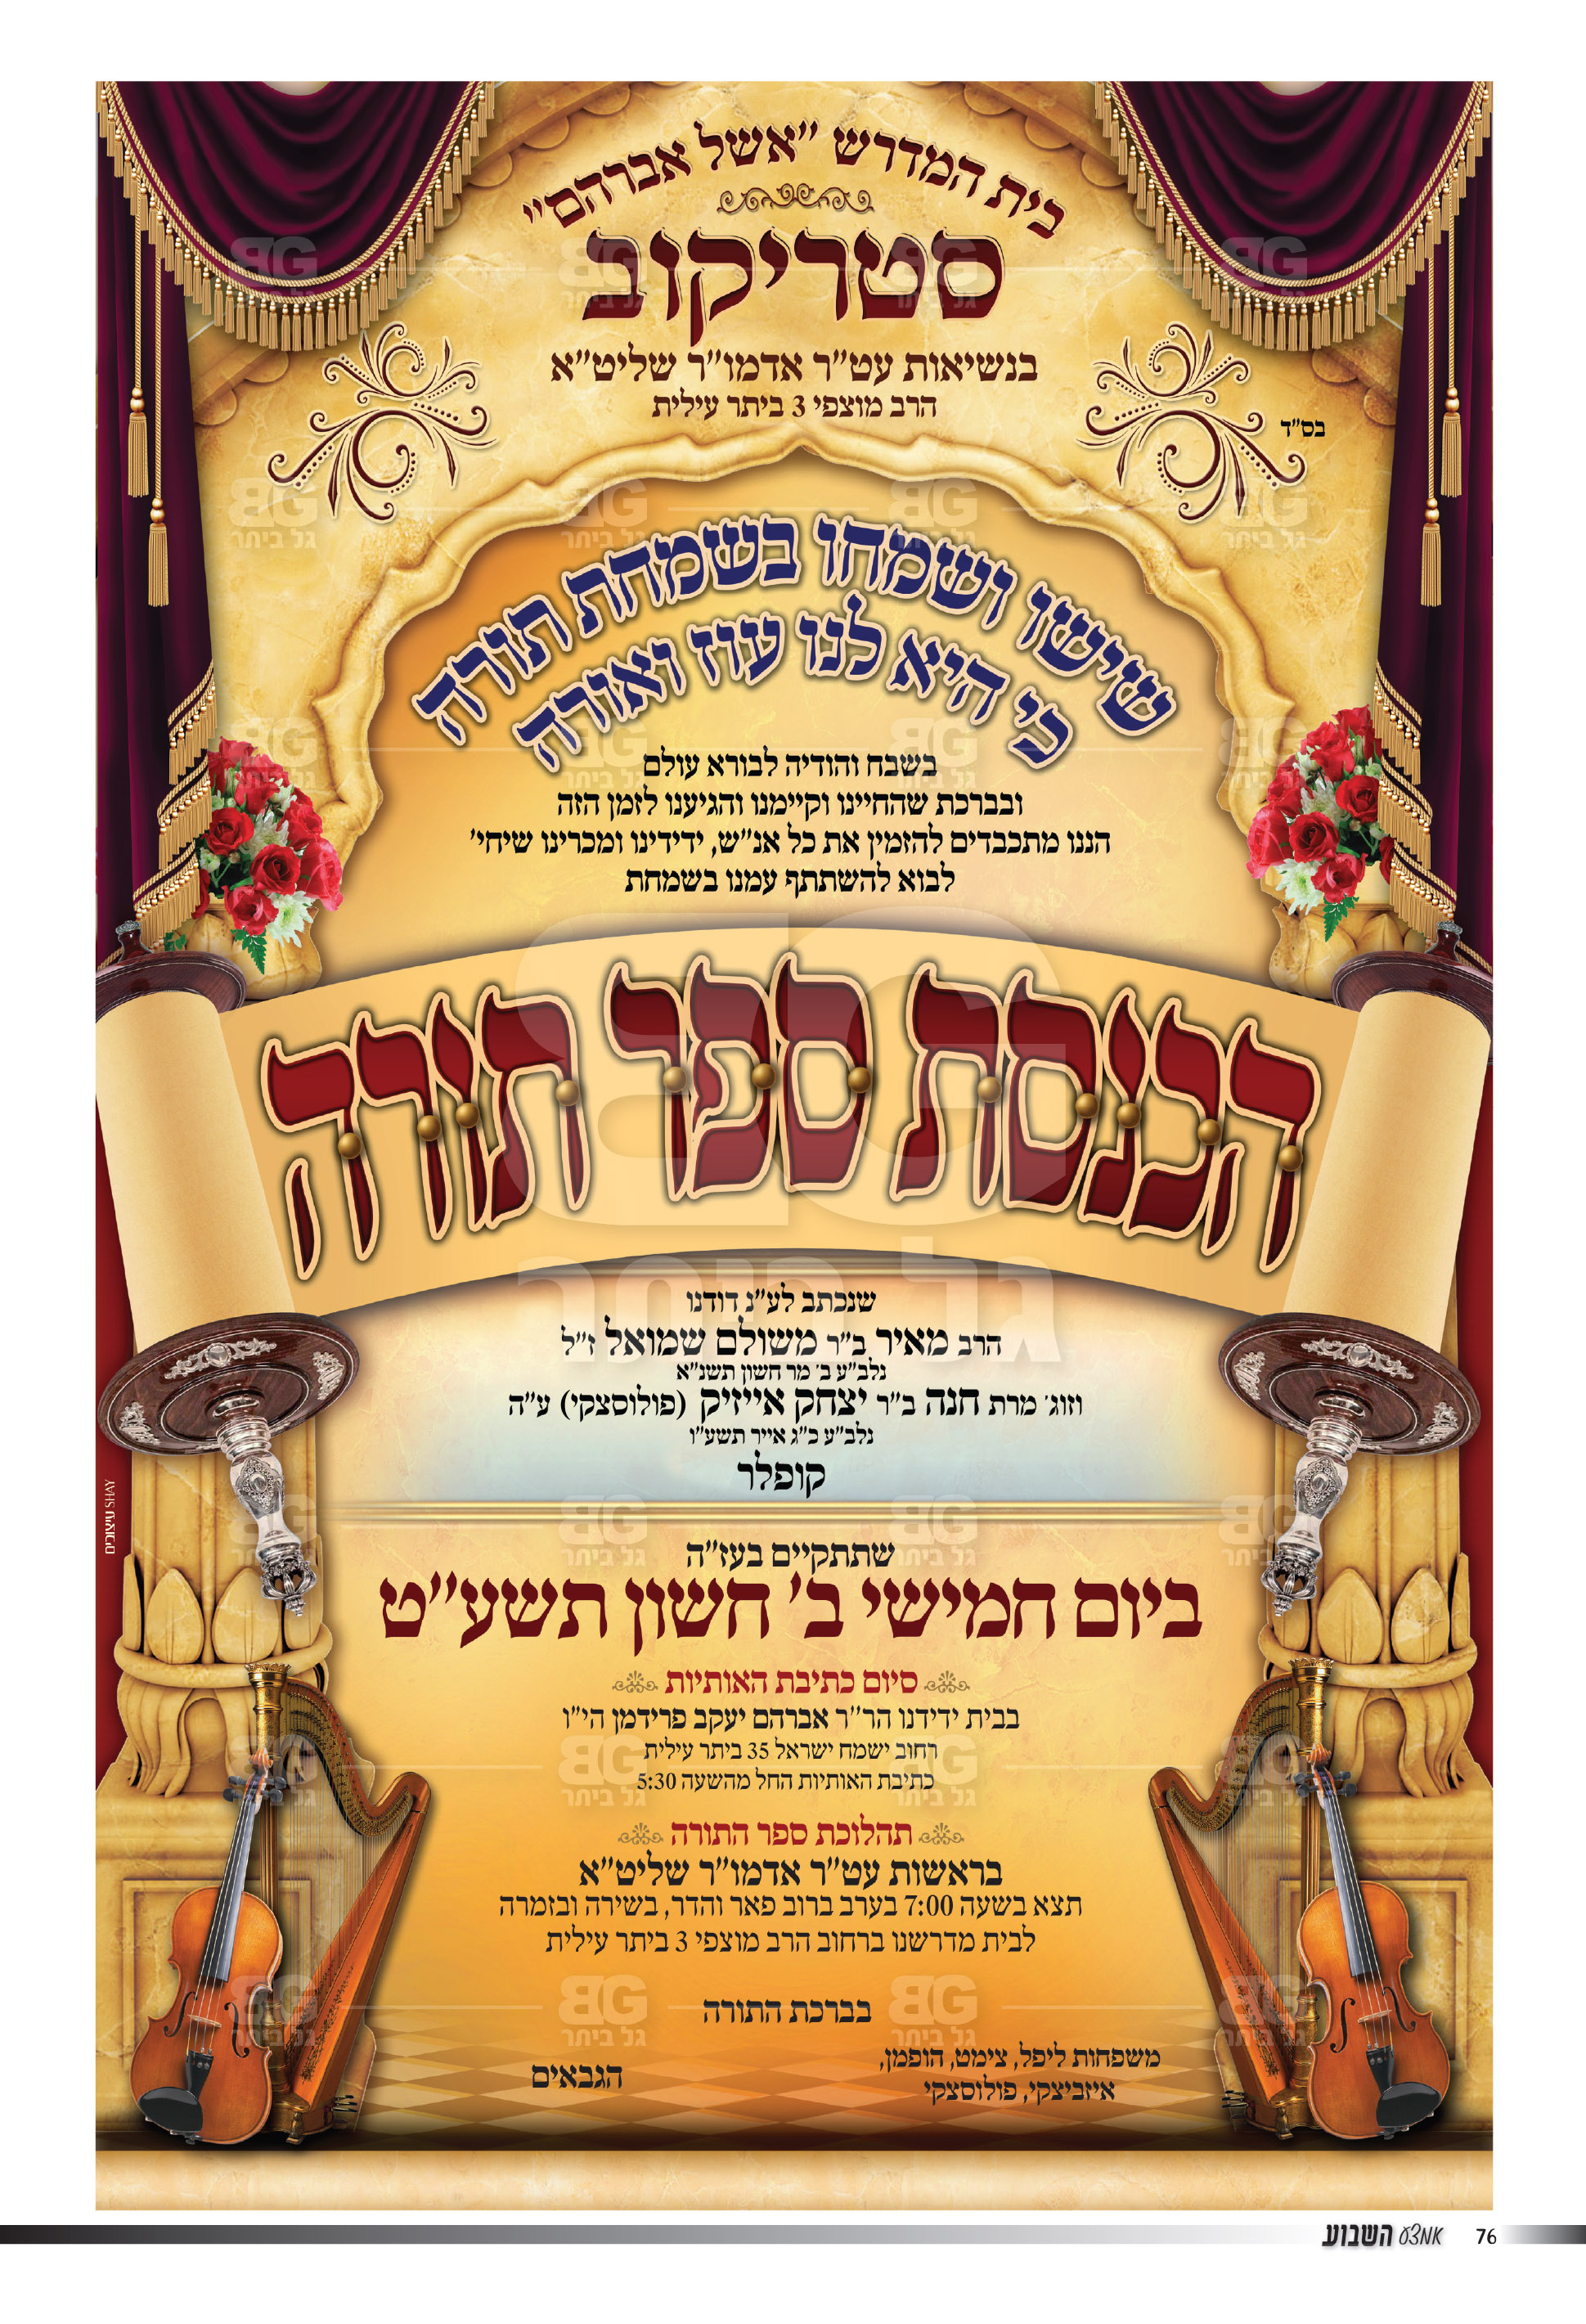 בס"ד
בית המדרש "אשל אברהם"
סטריקוב
בנשיאות עט"ר אדמו"ר שליט"א
הרב מוצפי 3 ביתר עילית
שישו ושמחו בשמחת תורה
כי היא לנו עוז ואורה
בשבח והודיה לבורא עולם
ובברכת שהחיינו וקיימנו והגיענו לזמן הזה
הננו מתכבדים להזמין את כל אנ"ש, ידידינו ומכרינו שיחי'
לבוא להשתתף עמנו בשמחת
הכנסת ספר תורה
שנכתב לע"נ דודנו
הרב מאיר ב"ר משולם שמואל ז"ל
נלב"ע ב' מר חשון תשנ"א
וזוג' מרת חנה ב"ר יצחק אייזיק (פולוסצקי) ע"ה
נלב"ע כ"ג אייר תשע"ו
קופלר
שתתקיים בעז"ה
ביום חמישי ב' חשון תשע"ט
סיום כתיבת האותיות
בבית ידידנו הר"ר אברהם יעקב פרידמן הי"ו
רחוב ישמח ישראל 35 ביתר עילית
כתיבת האותיות החל מהשעה 5:30
תהלוכת ספר התורה
בראשות עט"ר אדמו"ר שליט"א
תצא בשעה 7:00 בערב ברוב פאר והדר, בשירה ובזמרה
לבית מדרשנו ברחוב הרב מוצפי 3 ביתר עילית
בברכת התורה
משפחות ליפל, צימט, הופמן,
איזביצקי, פולוסצקי
הגבאים
עיצובים SHAY
BG
גל ביתר
76 אמצע השבוע